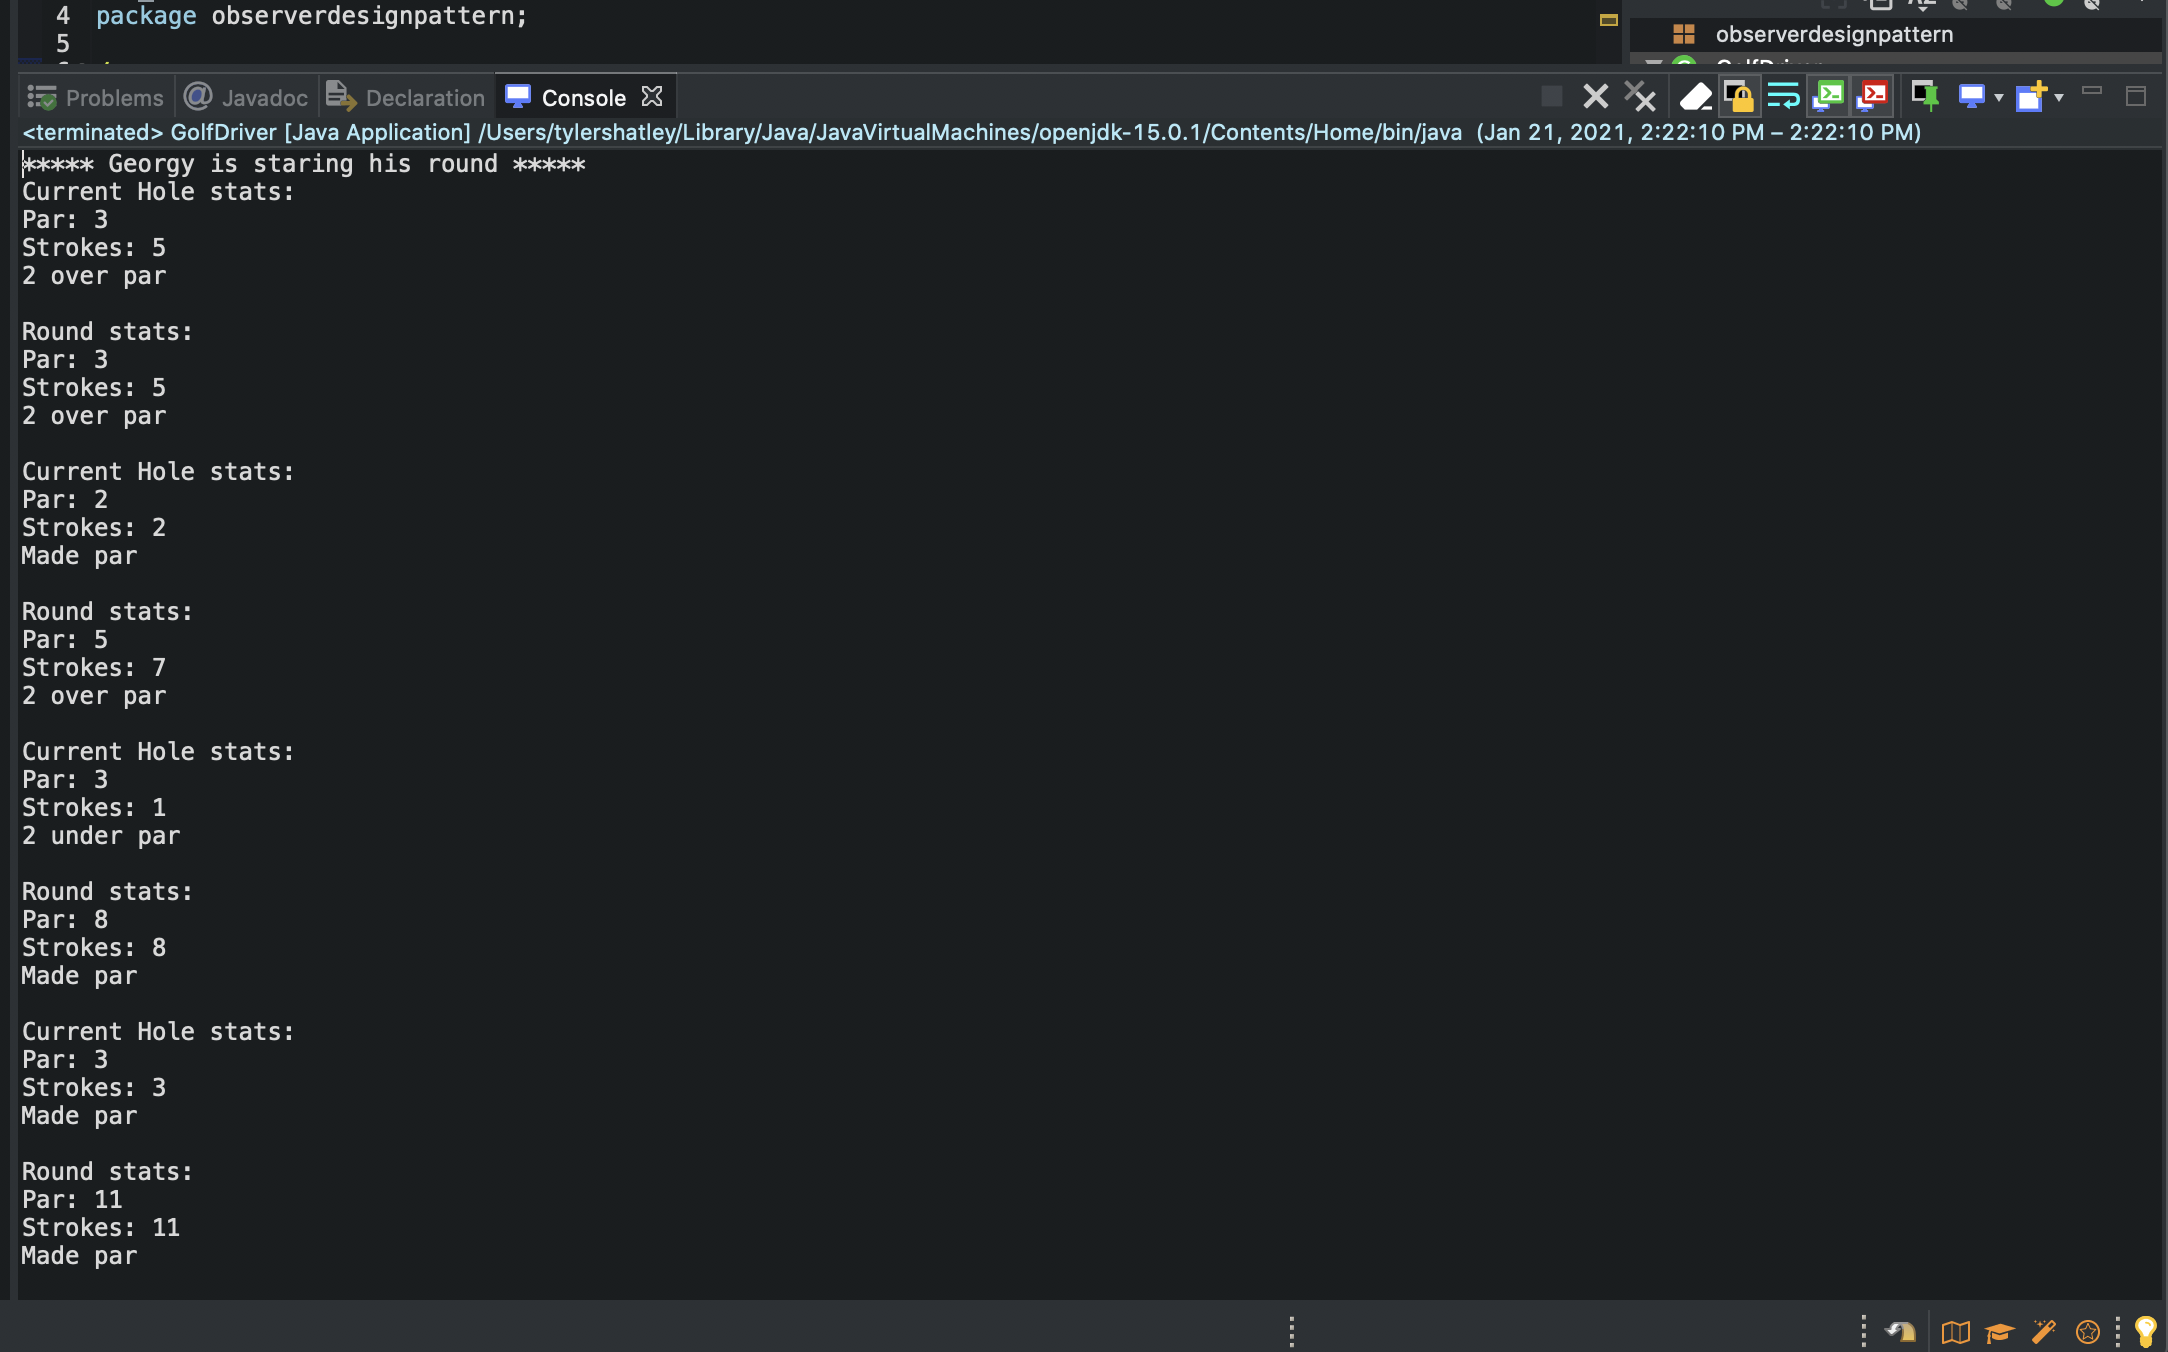 4 package observerdesignpattern;
5
observerdesignpattern
Problems Javadoc Declaration Console
<terminated> GolfDriver [Java Application] /Users/tylershatley/Library/Java/JavaVirtualMachines/openjdk-15.0.1/Contents/Home/bin/java (Jan 21, 2021, 2:22:10 PM – 2:22:10 PM)
***** Georgy is staring his round *****
Current Hole stats:
Par: 3
Strokes: 5
2 over par
Round stats:
Par: 3
Strokes: 5
2 over par
Current Hole stats:
Par: 2
Strokes: 2
Made par
Round stats:
Par: 5
Strokes: 7
2 over par
Current Hole stats:
Par: 3
Strokes: 1
2 under par
Round stats:
Par: 8
Strokes: 8
Made par
Current Hole stats:
Par: 3
Strokes: 3
Made par
Round stats:
Par: 11
Strokes: 11
Made par